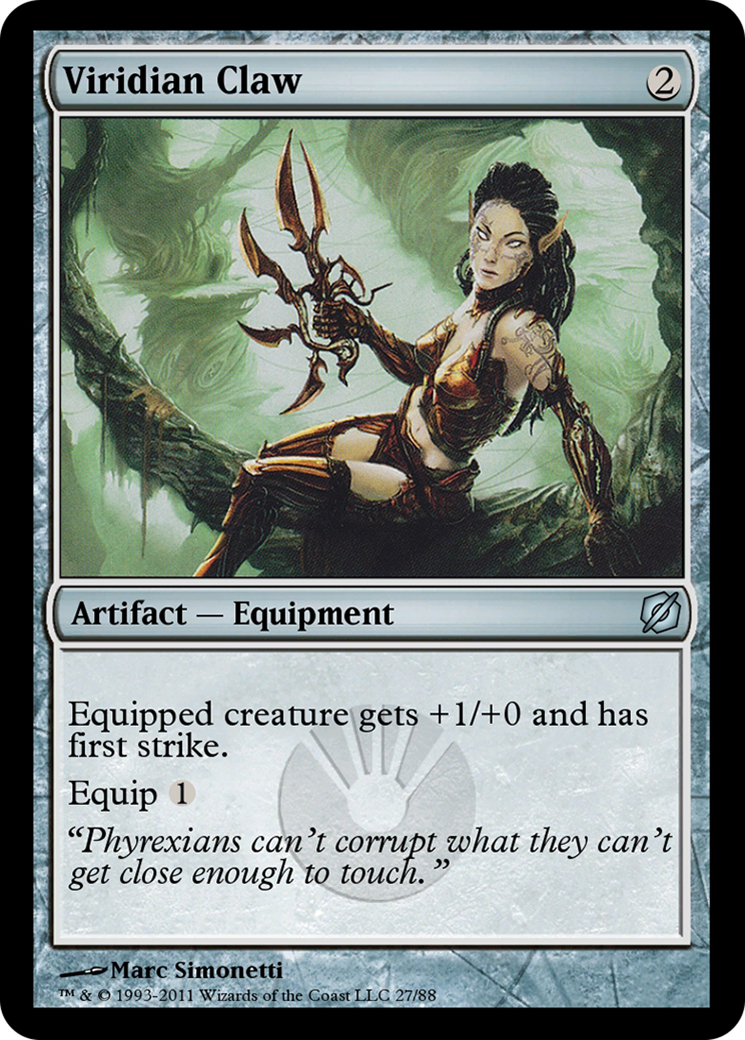 Viridian Claw 2
Artifact — Equipment
Equipped creature gets +1/+0 and has
first strike.
Equip 1
“Phyrexians can’t corrupt what they can’t
get close enough to touch.”
Marc Simonetti
™ & © 1993-2011 Wizards of the Coast LLC 27/88